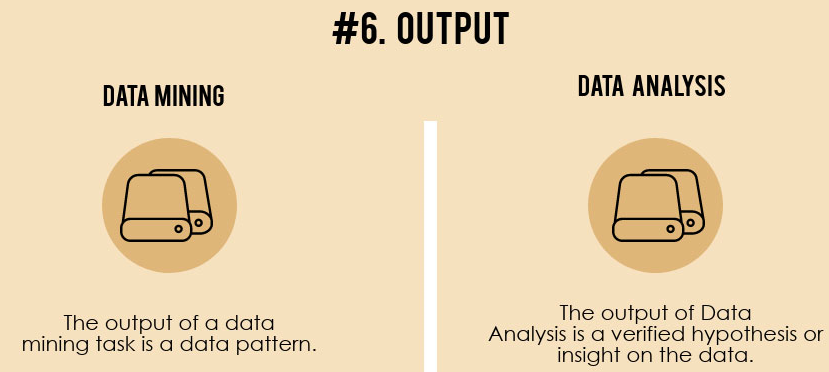 #6. OUTPUT
DATA MINING
The output of a data
mining task is a data pattern.
DATA ANALYSIS
The output of Data
Analysis is a verified hypothesis or
insight on the data.